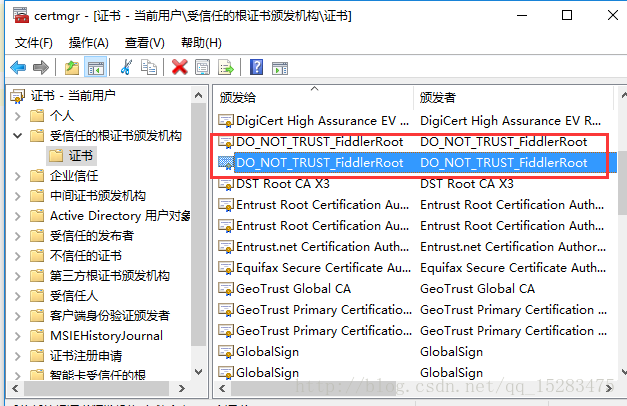 certmgr - [证书 - 当前用户\受信任的根证书颁发机构\证书]
文件(F) 操作(A) 查看(V) 帮助(H)
证书 - 当前用户
个人
受信任的根证书颁发机构
证书
企业信任
中间证书颁发机构
Active Directory 用户对象
受信任的发布者
不信任的证书
第三方根证书颁发机构
受信任人
客户端身份验证颁发者
MSIEHistoryJournal
证书注册申请
智能卡受信任的根
颁发给 颁发者
DigiCert High Assurance EV ... DigiCert High Assurance EV R...
DO_NOT_TRUST_FiddlerRoot DO_NOT_TRUST_FiddlerRoot
DO_NOT_TRUST_FiddlerRoot DO_NOT_TRUST_FiddlerRoot
DST Root CA X3 DST Root CA X3
Entrust Root Certification Au... Entrust Root Certification Auth...
Entrust Root Certification Au... Entrust Root Certification Auth...
Entrust.net Certification Au... Entrust.net Certification Author...
Equifax Secure Certificate Au... Equifax Secure Certificate Auth...
GeoTrust Global CA GeoTrust Global CA
GeoTrust Primary Certificati... GeoTrust Primary Certification ...
GeoTrust Primary Certificati... GeoTrust Primary Certification ...
GlobalSign GlobalSign
GlobalSign GlobalSign
http://blog.csdn.net/qq_15283475